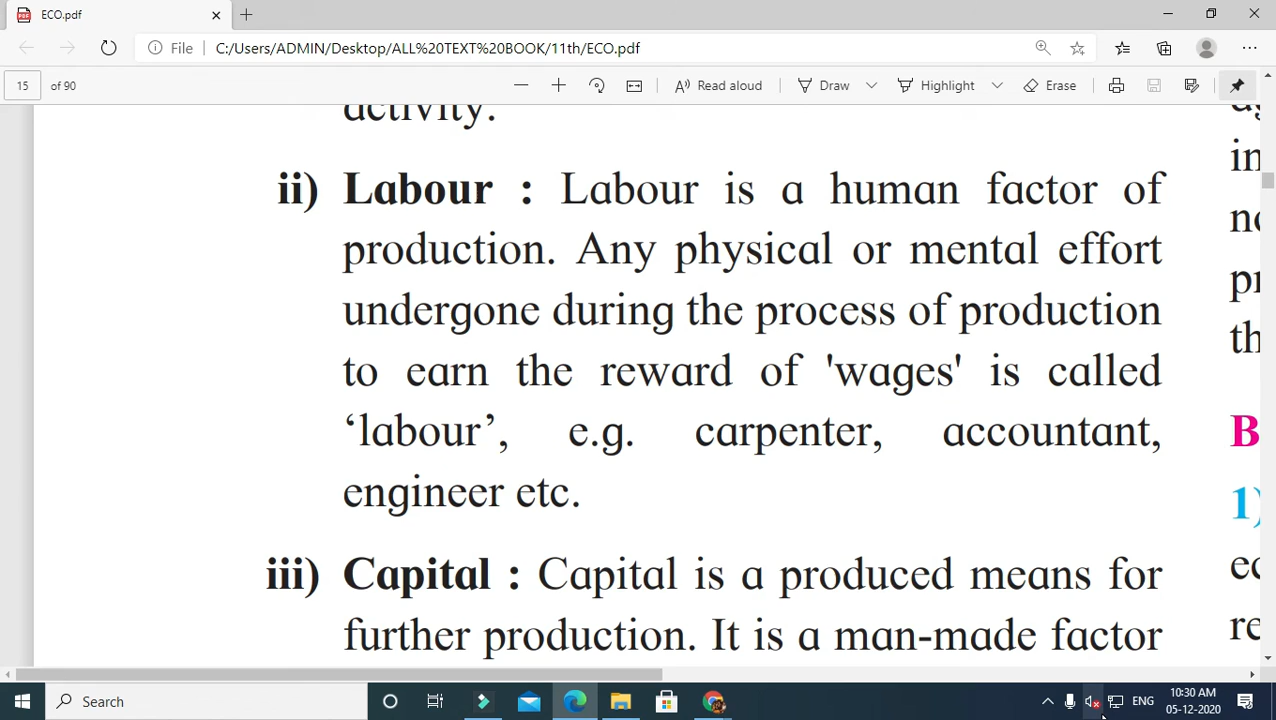 ECO.pdf
File
C:/Users/ADMIN/Desktop/ALL%20TEXT%20BOOK/11th/ECO.pdf
15 of 90
Read aloud
Draw
Highlight
Erase
activity.
ii) Labour : Labour is a human factor of
production. Any physical or mental effort
undergone during the process of production
to earn the reward of 'wages' is called
‘labour’, e.g. carpenter, accountant,
engineer etc.
iii) Capital : Capital is a produced means for
further production. It is a man-made factor
in
B
1)
Search
ENG
10:30 AM
05-12-2020